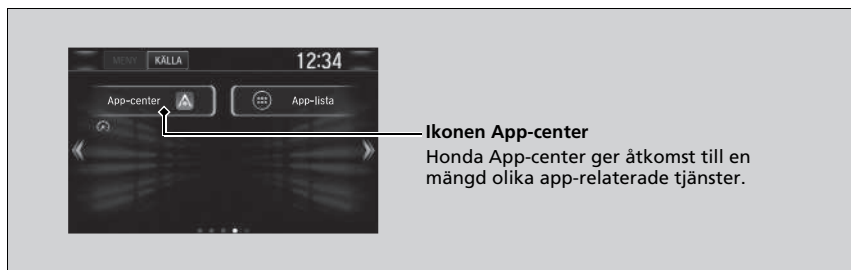 MENY KÄLLA 12:34
App-center App-lista
Ikonen App-center
Honda App-center ger åtkomst till en
mängd olika app-relaterade tjänster.